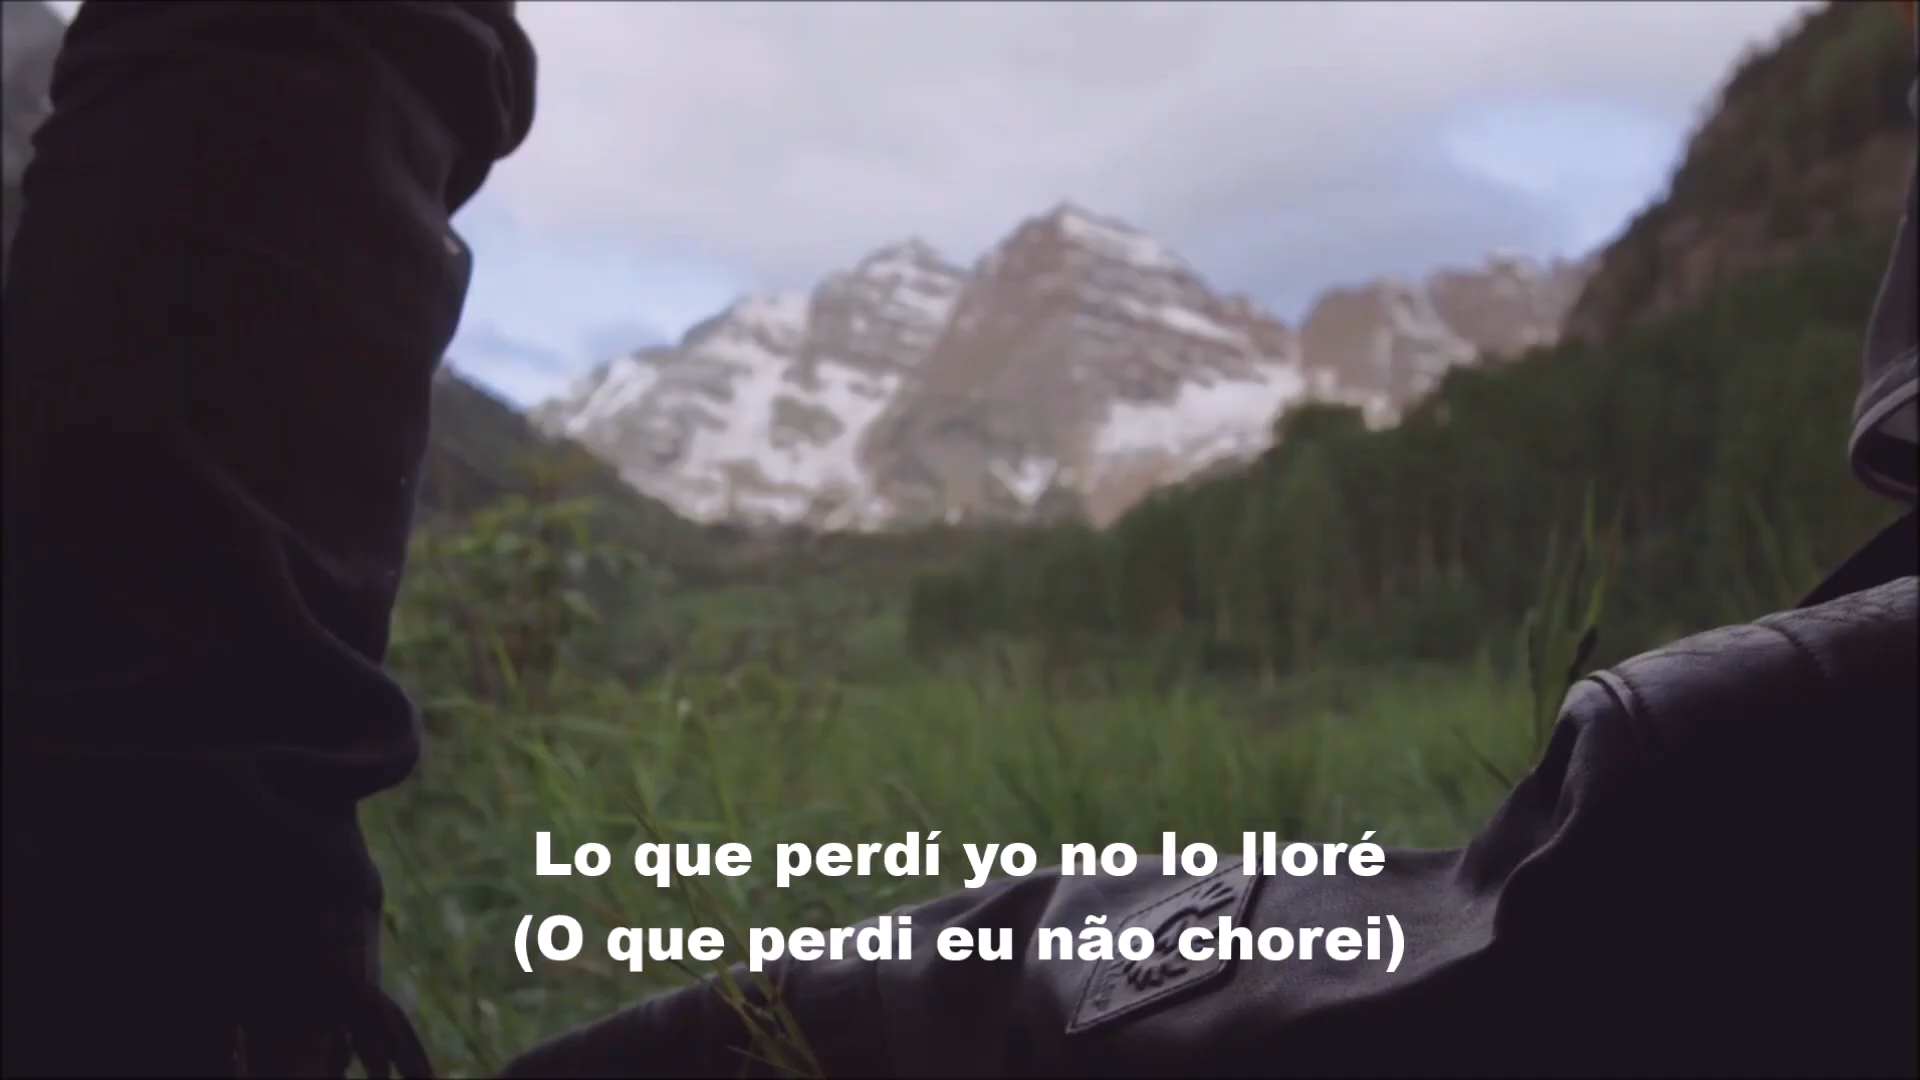 Lo que perdí yo no lo lloré
(O que perdi eu não chorei)